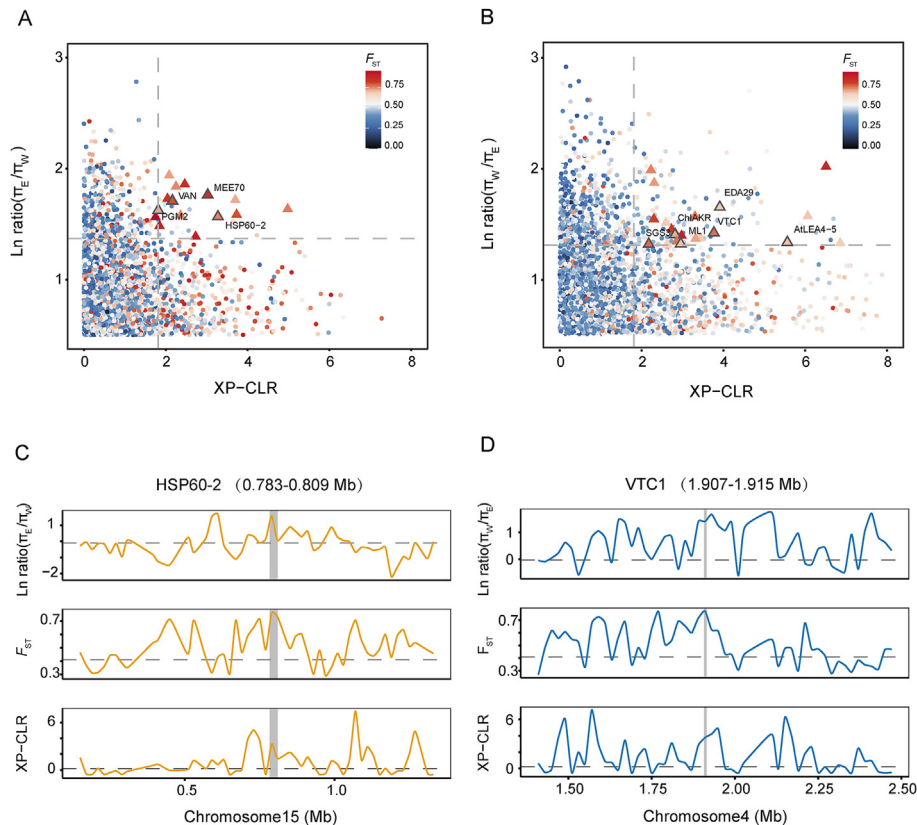 A
B
Ln ratio(πE/πW)
3
2
1
FST
0.75
0.50
0.25
0.00
MEE70
VAN
PGM2
HSP60-2
0 2 4 6 8
XP-CLR
Ln ratio(πW/πE)
3
2
1
FST
0.75
0.50
0.25
0.00
EDA29
ChlAKR
VTC1
SGS3
ML1
AtLEA4-5
0 2 4 6 8
XP-CLR
C
HSP60-2 (0.783-0.809 Mb)
Ln ratio(πE/πW)
1
-2
FST
0.7
0.3
XP-CLR
6
0
0.5 1.0
Chromosome15 (Mb)
D
VTC1 (1.907-1.915 Mb)
Ln ratio(πW/πE)
1
0
FST
0.7
0.3
XP-CLR
6
0
1.50 1.75 2.00 2.25 2.50
Chromosome4 (Mb)